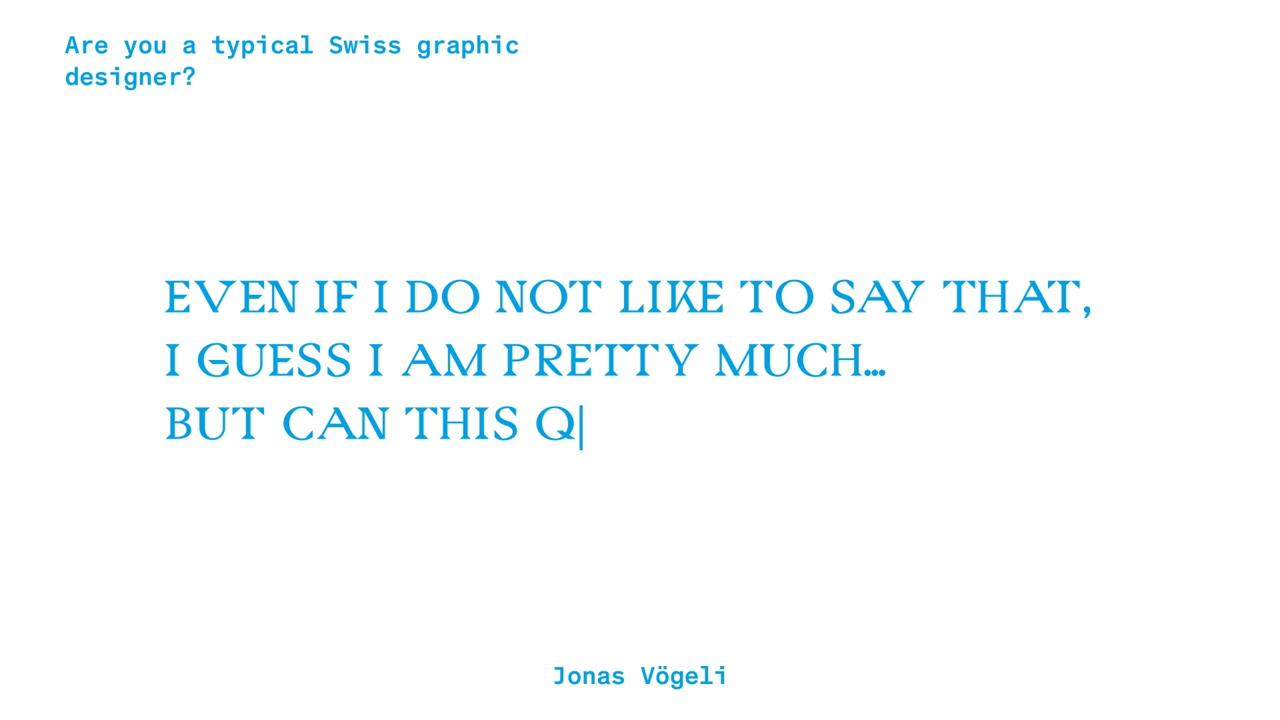 Are you a typical Swiss graphic
designer?
EVEN IF I DO NOT LIKE TO SAY THAT,
I GUESS I AM PRETTY MUCH…
BUT CAN THIS Q
Jonas Vögeli